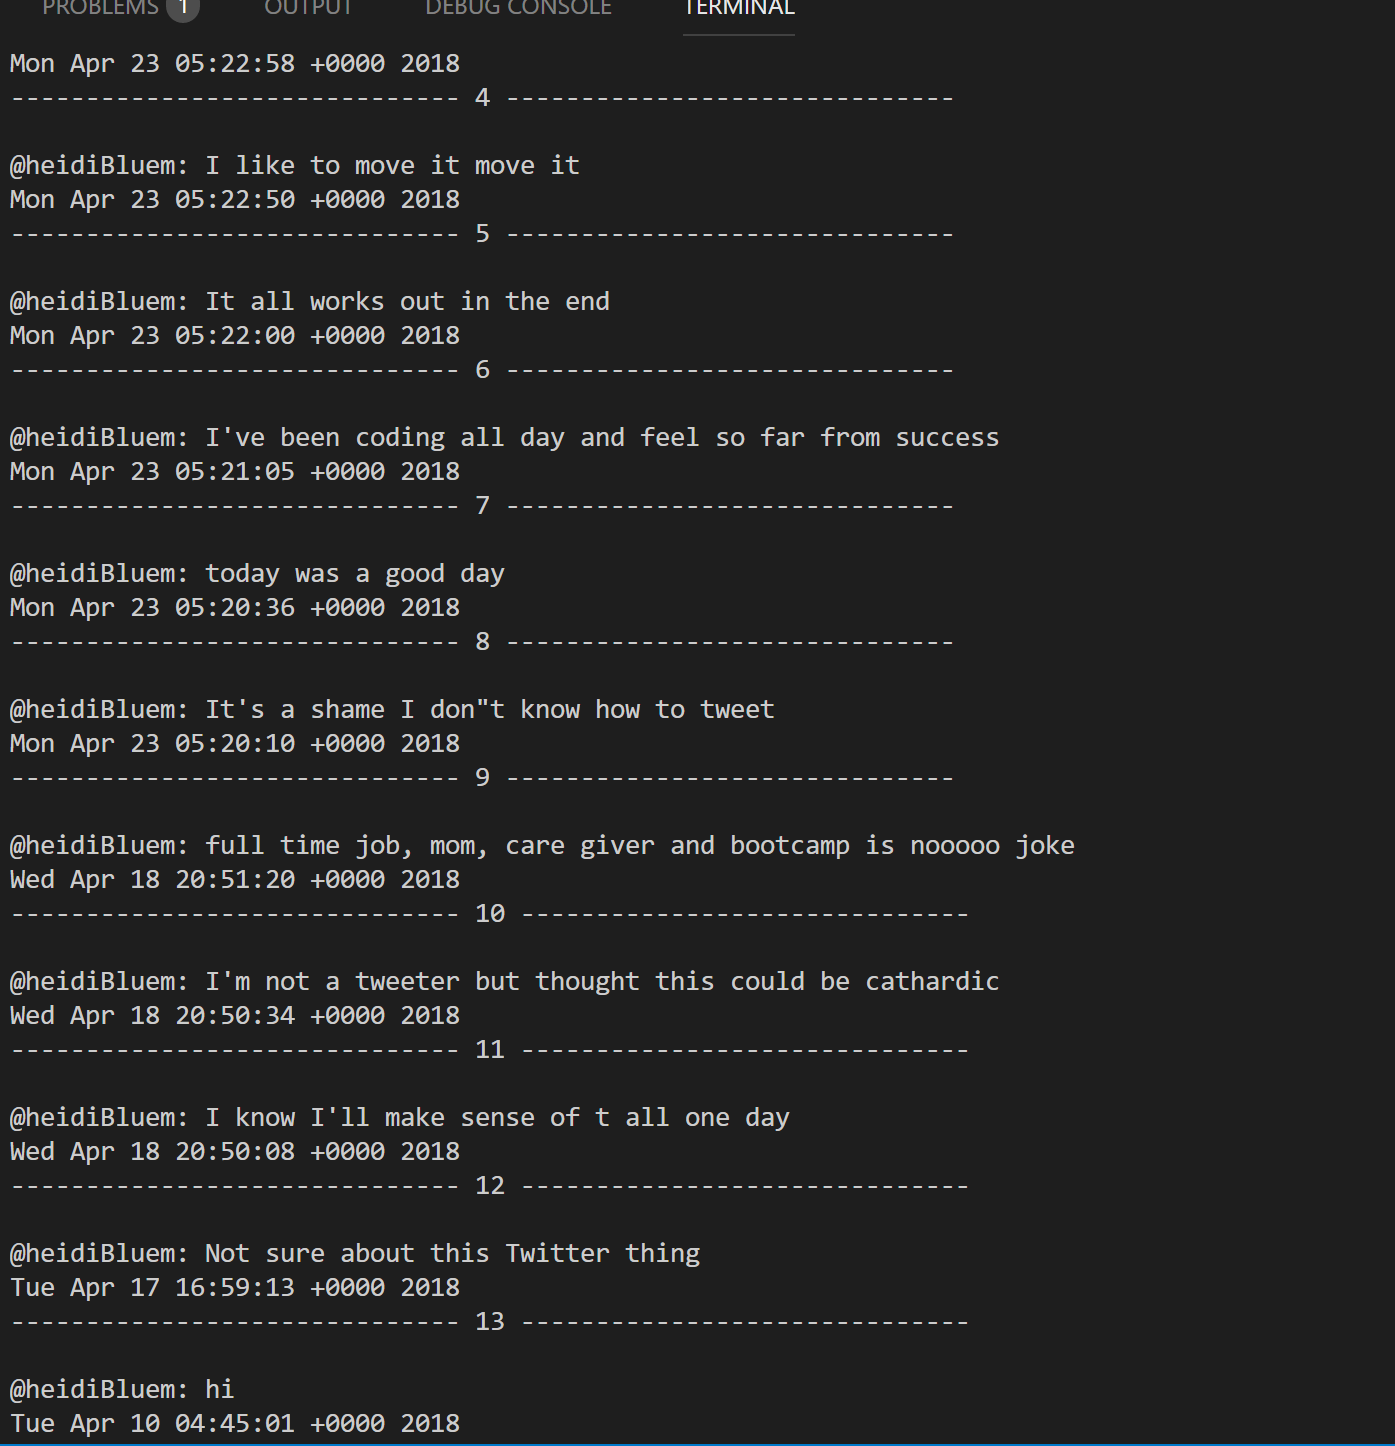 PROBLEMS 1 OUTPUT DEBUG CONSOLE TERMINAL
Mon Apr 23 05:22:58 +0000 2018
------------------------------ 4 ------------------------------
@heidiBluem: I like to move it move it
Mon Apr 23 05:22:50 +0000 2018
------------------------------ 5 ------------------------------
@heidiBluem: It all works out in the end
Mon Apr 23 05:22:00 +0000 2018
------------------------------ 6 ------------------------------
@heidiBluem: I've been coding all day and feel so far from success
Mon Apr 23 05:21:05 +0000 2018
------------------------------ 7 ------------------------------
@heidiBluem: today was a good day
Mon Apr 23 05:20:36 +0000 2018
------------------------------ 8 ------------------------------
@heidiBluem: It's a shame I don"t know how to tweet
Mon Apr 23 05:20:10 +0000 2018
------------------------------ 9 ------------------------------
@heidiBluem: full time job, mom, care giver and bootcamp is nooooo joke
Wed Apr 18 20:51:20 +0000 2018
------------------------------ 10 ------------------------------
@heidiBluem: I'm not a tweeter but thought this could be cathardic
Wed Apr 18 20:50:34 +0000 2018
------------------------------ 11 ------------------------------
@heidiBluem: I know I'll make sense of t all one day
Wed Apr 18 20:50:08 +0000 2018
------------------------------ 12 ------------------------------
@heidiBluem: Not sure about this Twitter thing
Tue Apr 17 16:59:13 +0000 2018
------------------------------ 13 ------------------------------
@heidiBluem: hi
Tue Apr 10 04:45:01 +0000 2018